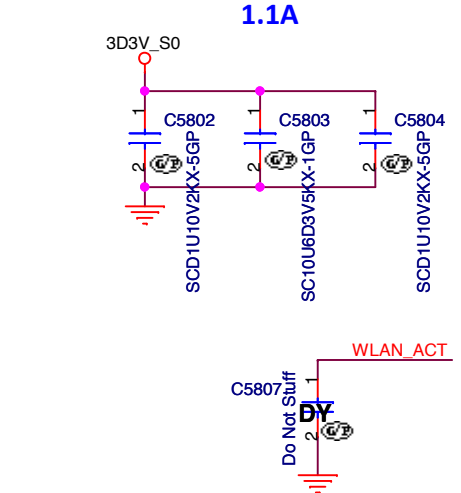 1.1A
3D3V_S0
1
C5802
2
G/P
SCD1U10V2KX-5GP
1
C5803
2
G/P
SC10U6D3V5KX-1GP
1
C5804
2
G/P
SCD1U10V2KX-5GP
WLAN_ACT
1
C5807
Do Not Stuff
DY
2
G/P